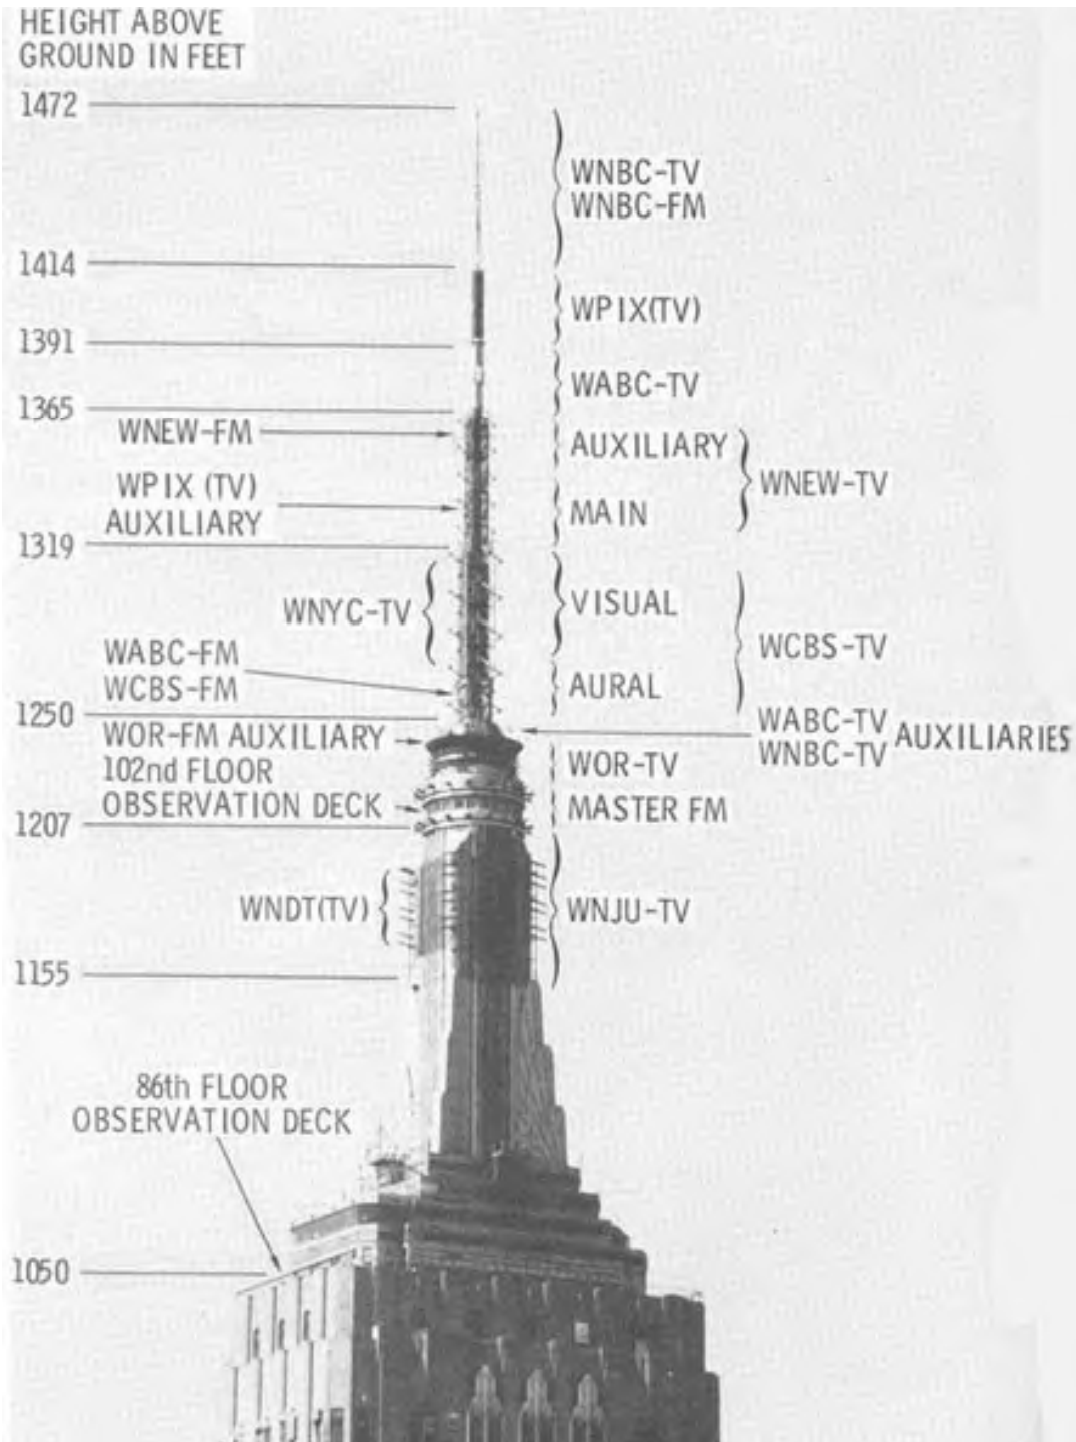 HEIGHT ABOVE
GROUND IN FEET
1472
WNBC-TV
WNBC-FM
1414
WPIX(TV)
1391
WABC-TV
1365
WNEW-FM
AUXILIARY
WNEW-TV
WPIX (TV)
AUXILIARY
MAIN
1319
WNYC-TV
VISUAL
WCBS-TV
WABC-FM
WCBS-FM
AURAL
1250
WABC-TV
WNBC-TV
AUXILIARIES
WOR-FM AUXILIARY
102nd FLOOR
OBSERVATION DECK
WOR-TV
MASTER FM
1207
WNDT(TV)
WNJU-TV
1155
86th FLOOR
OBSERVATION DECK
1050